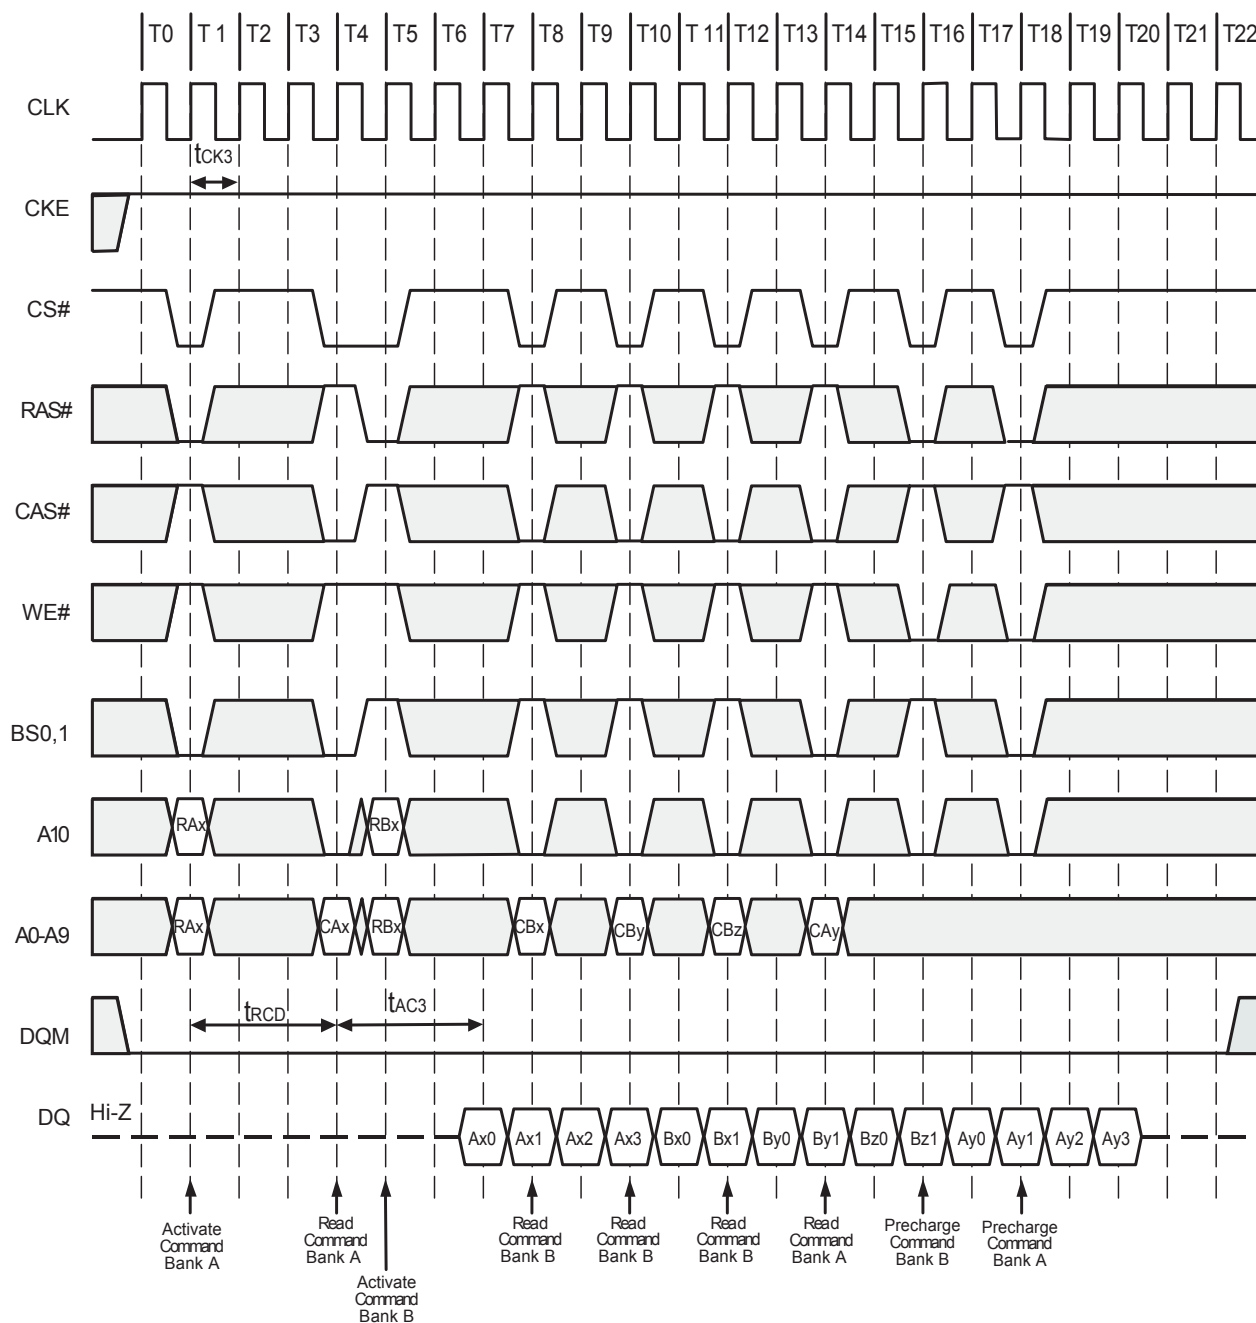 T0 T 1 T2 T3 T4 T5 T6 T7 T8 T9 T10 T 11 T12 T13 T14 T15 T16 T17 T18 T19 T20 T21 T22
CLK
tCK3
CKE
CS#
RAS#
CAS#
WE#
BS0,1
A10 RAx RBx
A0-A9 RAx CAx RBx CBx CBy CBz CAy
DQM tRCD tAC3
DQ Hi-Z Ax0 Ax1 Ax2 Ax3 Bx0 Bx1 By0 By1 Bz0 Bz1 Ay0 Ay1 Ay2 Ay3
Activate
Command
Bank A
Read
Command
Bank A
Activate
Command
Bank B
Read
Command
Bank B
Read
Command
Bank B
Read
Command
Bank B
Read
Command
Bank A
Precharge
Command
Bank B
Precharge
Command
Bank A